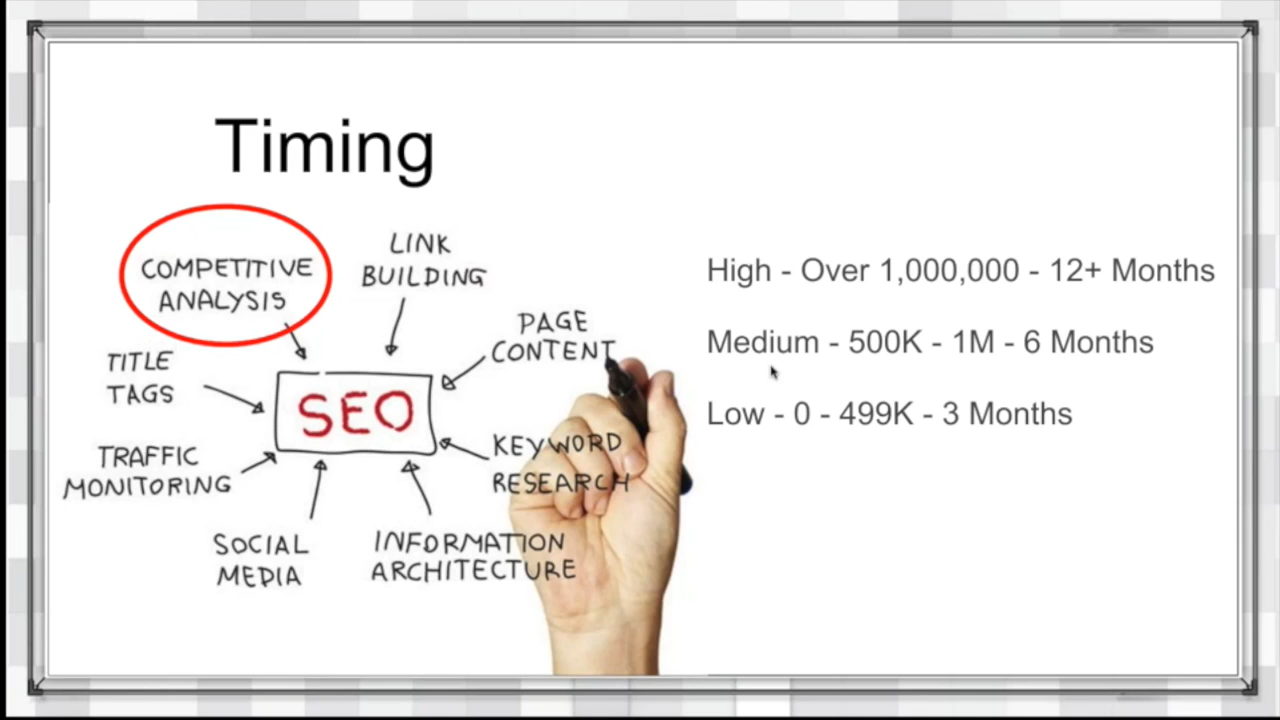 Timing
COMPETITIVE
ANALYSIS
LINK
BUILDING
PAGE
CONTENT
TITLE
TAGS
SEO
KEYWORD
RESEARCH
TRAFFIC
MONITORING
SOCIAL
MEDIA
INFORMATION
ARCHITECTURE
High - Over 1,000,000 - 12+ Months
Medium - 500K - 1M - 6 Months
Low - 0 - 499K - 3 Months